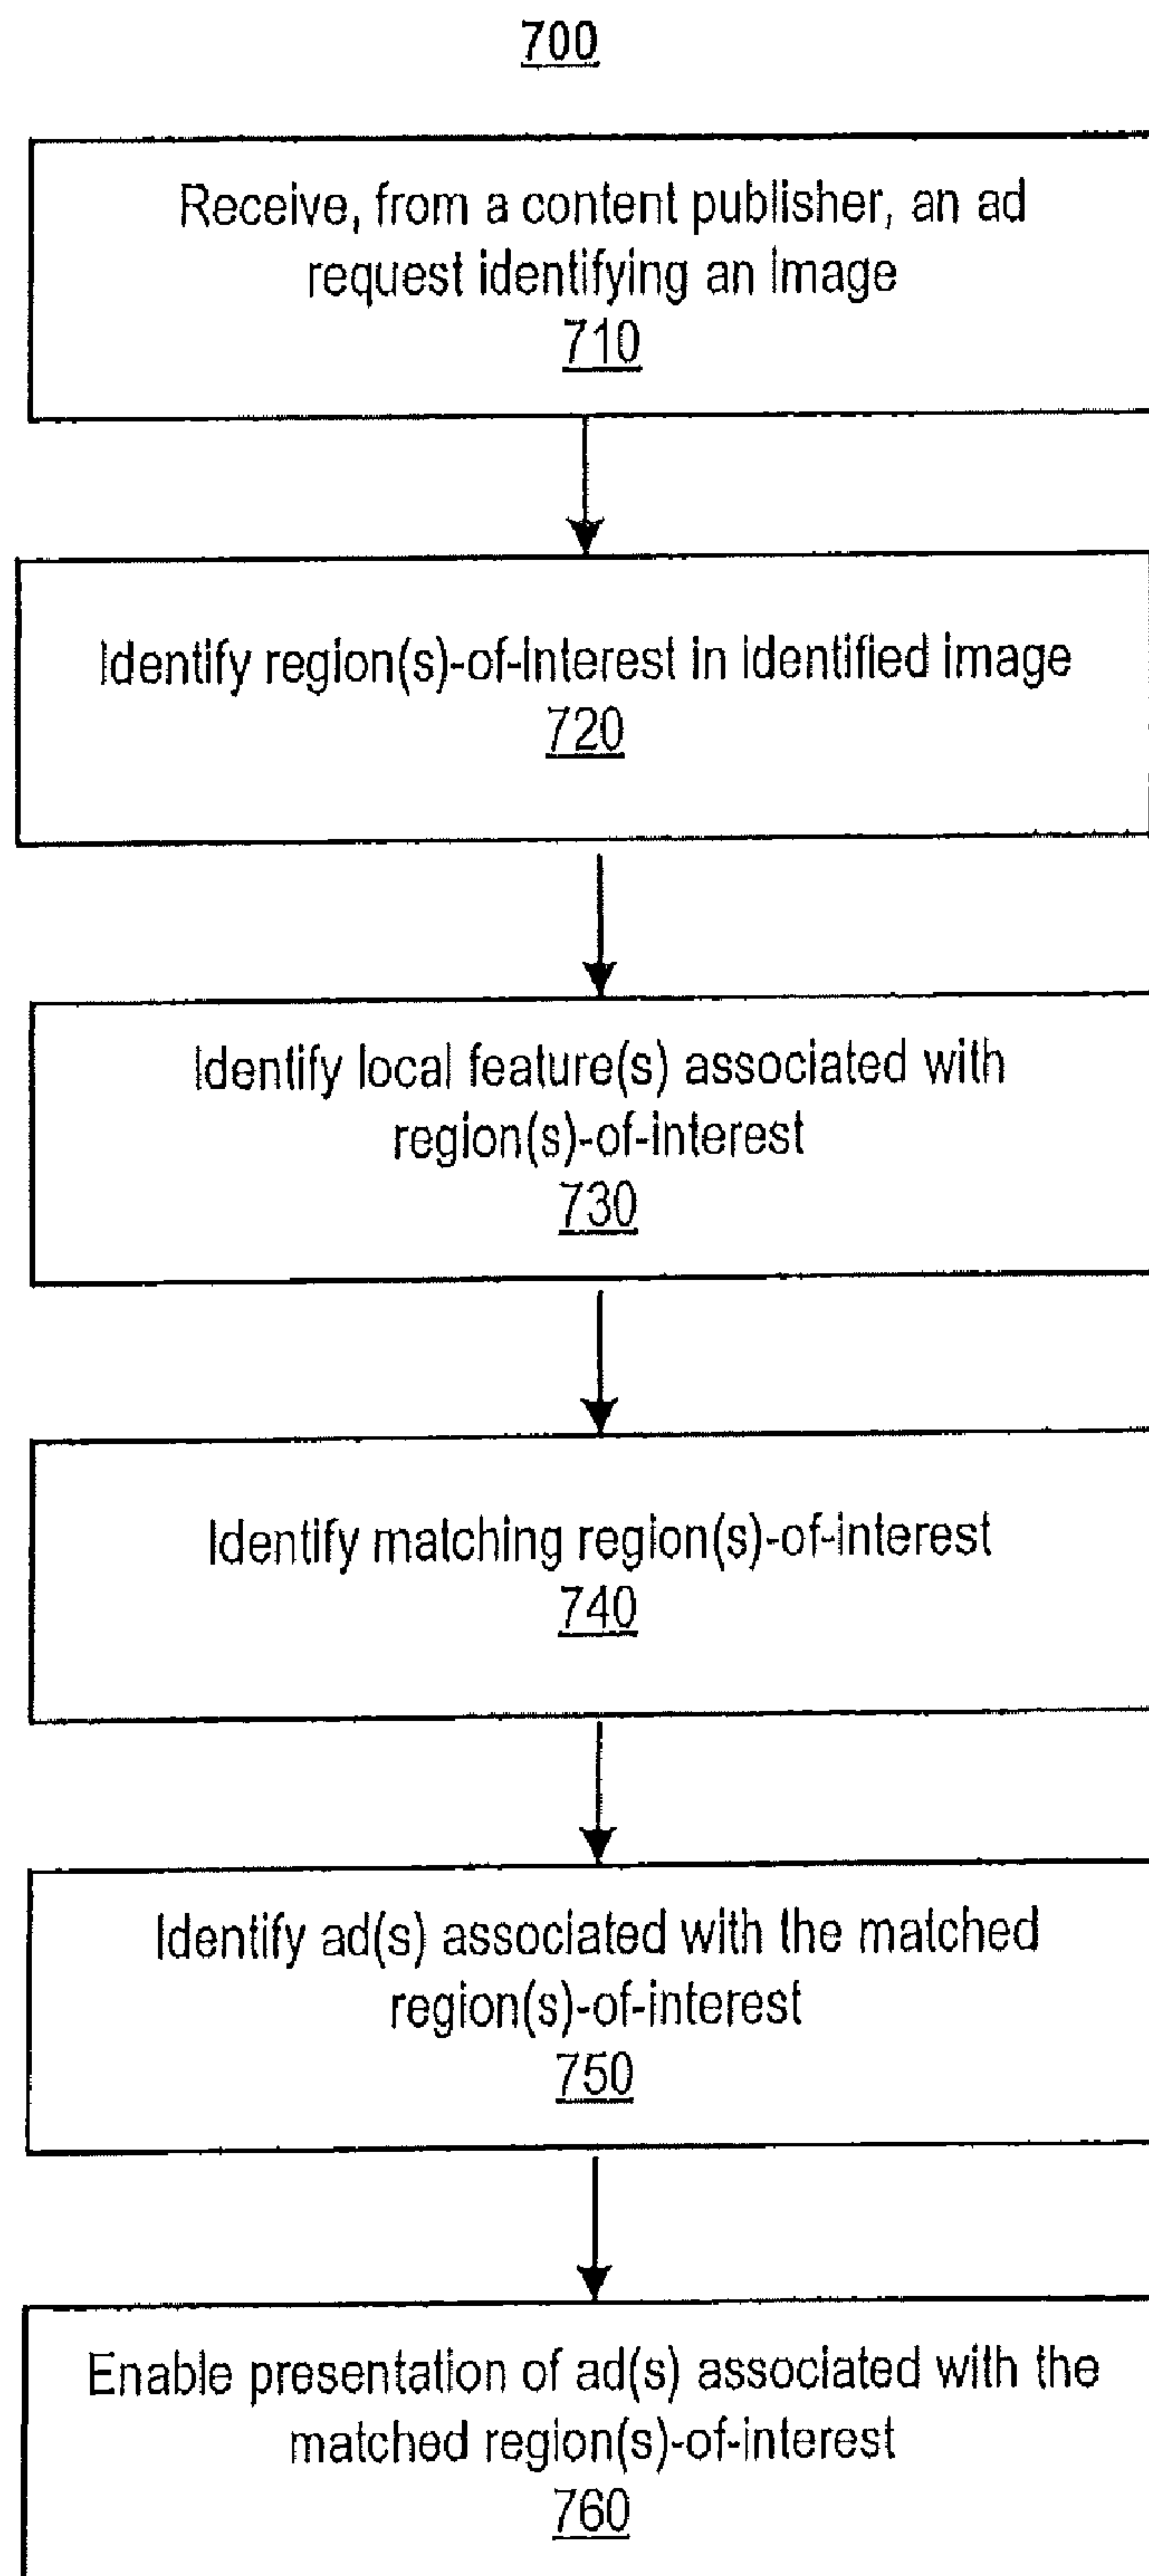 700
Receive, from a content publisher, an ad
request identifying an Image
710
Identify region(s)-of-Interest in Identified image
720
Identify local feature(s) associated with
region(s)-of-interest
730
Identify matching region(s)-of-interest
740
Identify ad(s) associated with the matched
region(s)-of-interest
750
Enable presentation of ad(s) associated with the
matched region(s)-of-interest
760